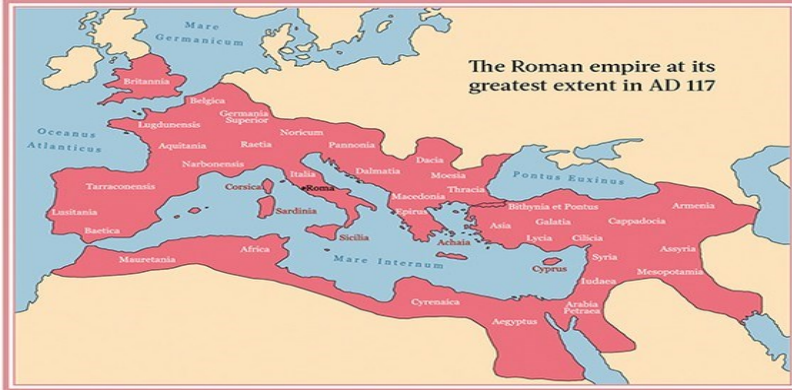 Mare
Germanicum
The Roman empire at its
greatest extent in AD 117
Britannia
Belgica
Germania
Superior
Lugdunensis
Noricum
Oceanus
Atlanticus
Aquitania
Raetia
Pannonia
Dacia
Narbonensis
Italia
Dalmatia
Moesia
Pontus Euxinus
Tarraconensis
Corsica
Roma
Thracia
Macedonia
Lusitania
Sardinia
Epirus
Bithynia et Pontus
Armenia
Baetica
Asia
Galatia
Cappadocia
Sicilia
Achaia
Lycia
Cilicia
Mauretania
Africa
Assyria
Syria
Mare Internum
Cyprus
Mesopotamia
Iudaea
Cyrenaica
Arabia
Petraea
Aegyptus